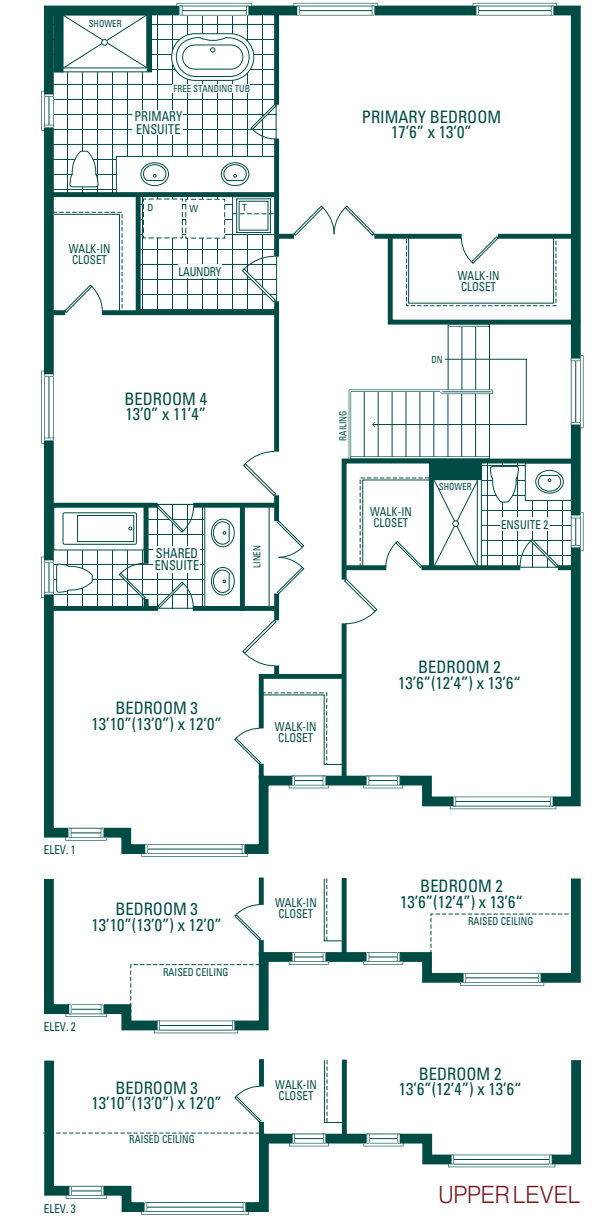 SHOWER
FREE STANDING TUB
PRIMARY
ENSUITE
PRIMARY BEDROOM
17'6" x 13'0"
D
W
T
WALK-IN
CLOSET
LAUNDRY
WALK-IN
CLOSET
DN
BEDROOM 4
13'0" x 11'4"
RAILING
SHOWER
WALK-IN
CLOSET
ENSUITE 2
SHARED
ENSUITE
LINEN
BEDROOM 2
13'6"(12'4") x 13'6"
BEDROOM 3
13'10"(13'0") x 12'0"
WALK-IN
CLOSET
ELEV. 1
BEDROOM 3
13'10"(13'0") x 12'0"
WALK-IN
CLOSET
BEDROOM 2
13'6"(12'4") x 13'6"
RAISED CEILING
RAISED CEILING
ELEV. 2
BEDROOM 3
13'10"(13'0") x 12'0"
WALK-IN
CLOSET
BEDROOM 2
13'6"(12'4") x 13'6"
RAISED CEILING
ELEV. 3
UPPER LEVEL